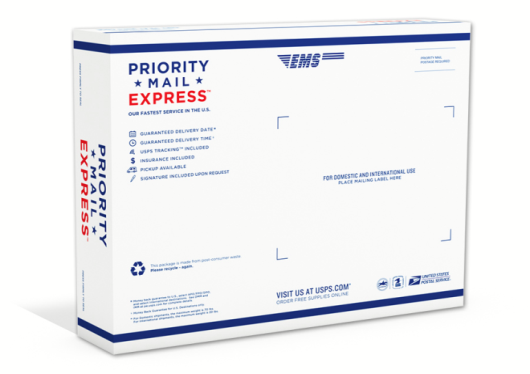 PRIORITY
★ MAIL ★
EXPRESS™
OUR FASTEST SERVICE IN THE U.S.
GUARANTEED DELIVERY DATE*
GUARANTEED DELIVERY TIME*
USPS TRACKING™ INCLUDED
$ INSURANCE INCLUDED
PICKUP AVAILABLE
SIGNATURE INCLUDED UPON REQUEST
EMS
PRIORITY MAIL
POSTAGE REQUIRED
FOR DOMESTIC AND INTERNATIONAL USE
PLACE MAILING LABEL HERE
PRIORITY
★ MAIL ★
EXPRESS™
This package is made from post-consumer waste.
Please recycle - again.
VISIT US AT USPS.COM®
ORDER FREE SUPPLIES ONLINE
UNITED STATES
POSTAL SERVICE